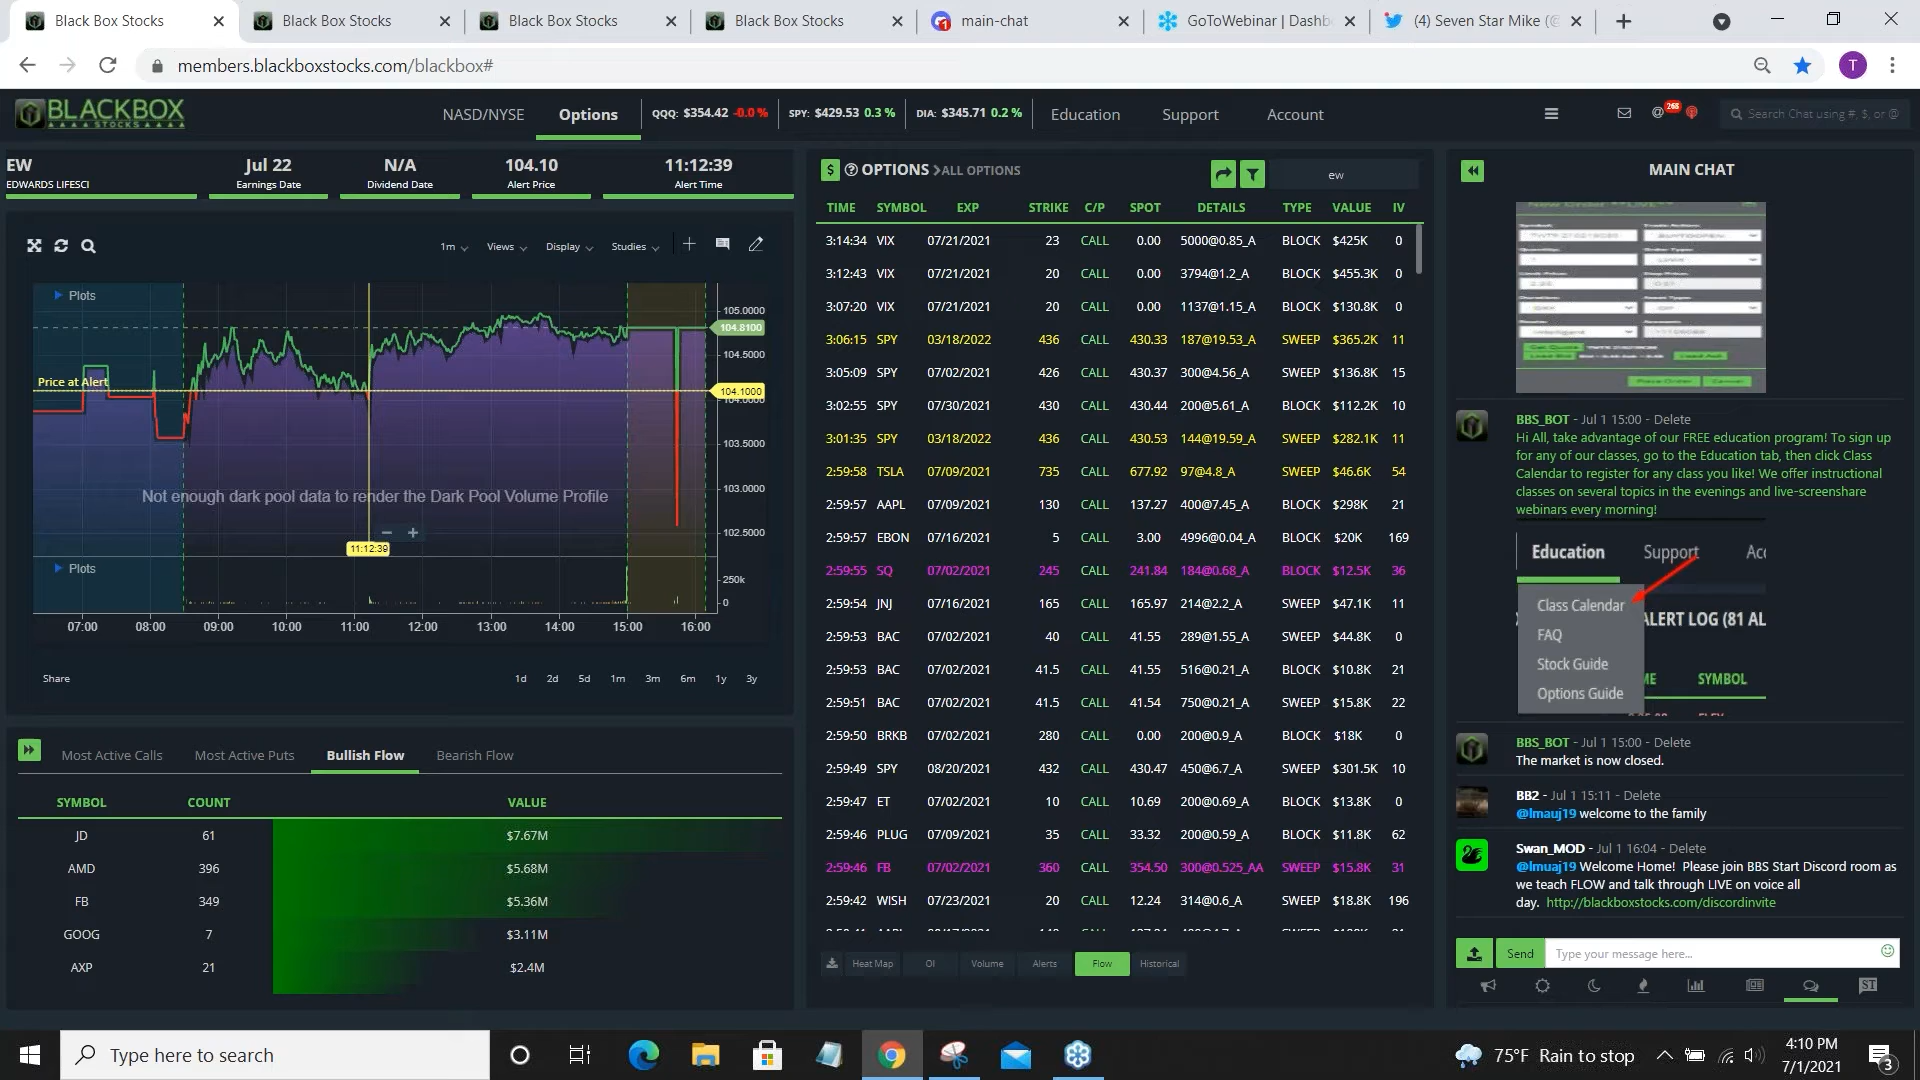 Black Box Stocks
Black Box Stocks
Black Box Stocks
Black Box Stocks
main-chat
GoToWebinar | Dashb
(4) Seven Star Mike (@
members.blackboxstocks.com/blackbox#
T
BLACKBOX
STOCKS
NASD/NYSE
Options
QQQ: $354.42 -0.0 %
SPY: $429.53 0.3 %
DIA: $345.71 0.2 %
Education
Support
Account
268
Search Chat using #, $, or @
EW
EDWARDS LIFESCI
Jul 22
Earnings Date
N/A
Dividend Date
104.10
Alert Price
11:12:39
Alert Time
1m
Views
Display
Studies
Plots
Price at Alert
Not enough dark pool data to render the Dark Pool Volume Profile
11:12:39
Plots
105.0000
104.8100
104.5000
104.1000
104.0000
103.5000
103.0000
102.5000
250k
0
07:00 08:00 09:00 10:00 11:00 12:00 13:00 14:00 15:00 16:00
Share
1d 2d 5d 1m 3m 6m 1y 3y
Most Active Calls
Most Active Puts
Bullish Flow
Bearish Flow
SYMBOL COUNT VALUE
JD 61 $7.67M
AMD 396 $5.68M
FB 349 $5.36M
GOOG 7 $3.11M
AXP 21 $2.4M
$ OPTIONS >ALL OPTIONS
ew
TIME SYMBOL EXP STRIKE C/P SPOT DETAILS TYPE VALUE IV
3:14:34 VIX 07/21/2021 23 CALL 0.00 5000@0.85_A BLOCK $425K 0
3:12:43 VIX 07/21/2021 20 CALL 0.00 3794@1.2_A BLOCK $455.3K 0
3:07:20 VIX 07/21/2021 20 CALL 0.00 1137@1.15_A BLOCK $130.8K 0
3:06:15 SPY 03/18/2022 436 CALL 430.33 187@19.53_A SWEEP $365.2K 11
3:05:09 SPY 07/02/2021 426 CALL 430.37 300@4.56_A SWEEP $136.8K 15
3:02:55 SPY 07/30/2021 430 CALL 430.44 200@5.61_A BLOCK $112.2K 10
3:01:35 SPY 03/18/2022 436 CALL 430.53 144@19.59_A SWEEP $282.1K 11
2:59:58 TSLA 07/09/2021 735 CALL 677.92 97@4.8_A SWEEP $46.6K 54
2:59:57 AAPL 07/09/2021 130 CALL 137.27 400@7.45_A BLOCK $298K 21
2:59:57 EBON 07/16/2021 5 CALL 3.00 4996@0.04_A BLOCK $20K 169
2:59:55 SQ 07/02/2021 245 CALL 241.84 184@0.68_A BLOCK $12.5K 36
2:59:54 JNJ 07/16/2021 165 CALL 165.97 214@2.2_A SWEEP $47.1K 11
2:59:53 BAC 07/02/2021 40 CALL 41.55 289@1.55_A SWEEP $44.8K 0
2:59:53 BAC 07/02/2021 41.5 CALL 41.55 516@0.21_A BLOCK $10.8K 21
2:59:51 BAC 07/02/2021 41.5 CALL 41.54 750@0.21_A SWEEP $15.8K 22
2:59:50 BRKB 07/02/2021 280 CALL 0.00 200@0.9_A BLOCK $18K 0
2:59:49 SPY 08/20/2021 432 CALL 430.47 450@6.7_A SWEEP $301.5K 10
2:59:47 ET 07/02/2021 10 CALL 10.69 200@0.69_A BLOCK $13.8K 0
2:59:46 PLUG 07/09/2021 35 CALL 33.32 200@0.59_A BLOCK $11.8K 62
2:59:46 FB 07/02/2021 360 CALL 354.50 300@0.525_AA SWEEP $15.8K 31
2:59:42 WISH 07/23/2021 20 CALL 12.24 314@0.6_A SWEEP $18.8K 196
Heat Map OI Volume Alerts Flow Historical
MAIN CHAT
BBS_BOT - Jul 1 15:00 - Delete
Hi All, take advantage of our FREE education program! To sign up
for any of our classes, go to the Education tab, then click Class
Calendar to register for any class you like! We offer instructional
classes on several topics in the evenings and live-screenshare
webinars every morning!
Education Support Acc
Class Calendar
ALERT LOG (81 AL
FAQ
Stock Guide
ME SYMBOL
Options Guide
BBS_BOT - Jul 1 15:00 - Delete
The market is now closed.
BB2 - Jul 1 15:11 - Delete
@lmauj19 welcome to the family
Swan_MOD - Jul 1 16:04 - Delete
@lmuaj19 Welcome Home! Please join BBS Start Discord room as
we teach FLOW and talk through LIVE on voice all
day. http://blackboxstocks.com/discordinvite
Send
Type your message here...
ST
Type here to search
75°F Rain to stop
4:10 PM
7/1/2021
3